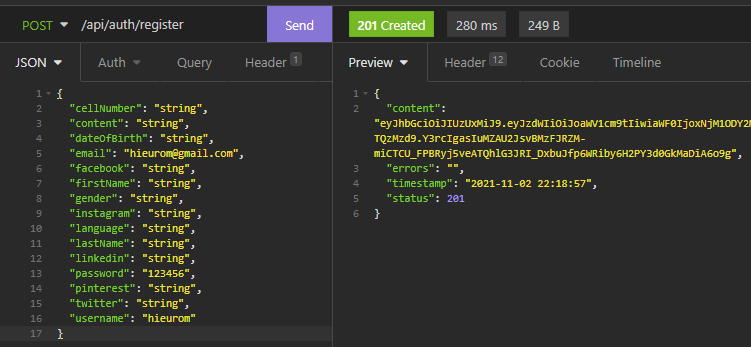 POST /api/auth/register Send 201 Created 280 ms 249 B
JSON Auth Query Header 1 Preview Header 12 Cookie Timeline
1 {
2 "cellNumber": "string",
3 "content": "string",
4 "dateOfBirth": "string",
5 "email": "hieurom@gmail.com",
6 "facebook": "string",
7 "firstName": "string",
8 "gender": "string",
9 "instagram": "string",
10 "language": "string",
11 "lastName": "string",
12 "linkedin": "string",
13 "password": "123456",
14 "pinterest": "string",
15 "twitter": "string",
16 "username": "hieurom"
17 }
1 {
2 "content":
"eyJhbGciOiJIUzUxMiJ9.eyJzdWIiOiJoaWV1cm9tIiwiaWF0IjoxNjM1ODY2M
TQzMzd9.Y3rcIgasIuMZAU2JsvBMzFJRZM-
miCTCU_FPBRyj5veATQhlG3JRI_DxbuJfp6WRiby6H2PY3d0GkMaDiA6o9g",
3 "errors": "",
4 "timestamp": "2021-11-02 22:18:57",
5 "status": 201
6 }